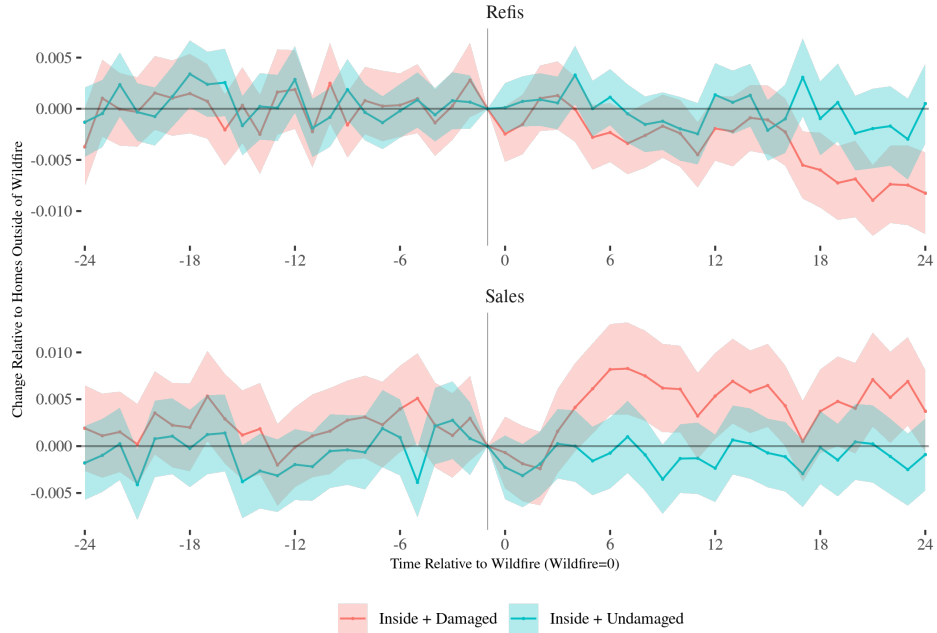 Refis
Change Relative to Homes Outside of Wildfire
0.005
0.000
-0.005
-0.010
-24 -18 -12 -6 0 6 12 18 24
Sales
0.010
0.005
0.000
-0.005
-24 -18 -12 -6 0 6 12 18 24
Time Relative to Wildfire (Wildfire=0)
Inside + Damaged Inside + Undamaged